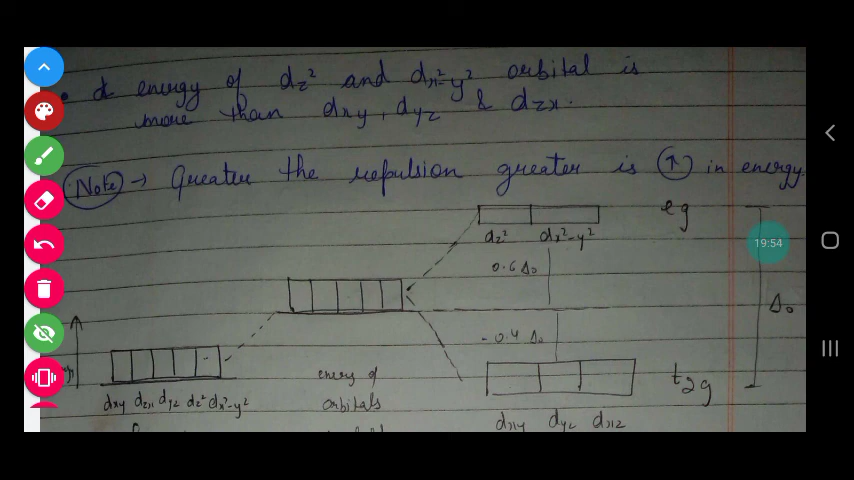 • d energy of dz² and dx²-y² orbital is
more than dxy, dyz & dzx.
Note → Greater the repulsion greater is (↑) in energy.
eg
dz² dx²-y²
19:54
0.6 Δo
Δo
- 0.4 Δo
t2g
energy of
orbitals
dxy dzx dyz dz² dx²-y²
dxy dyz dxz